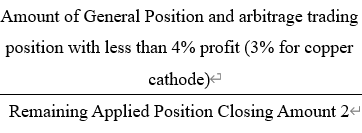 Amount of General Position and arbitrage trading
position with less than 4% profit (3% for copper
cathode)↵
Remaining Applied Position Closing Amount 2↵